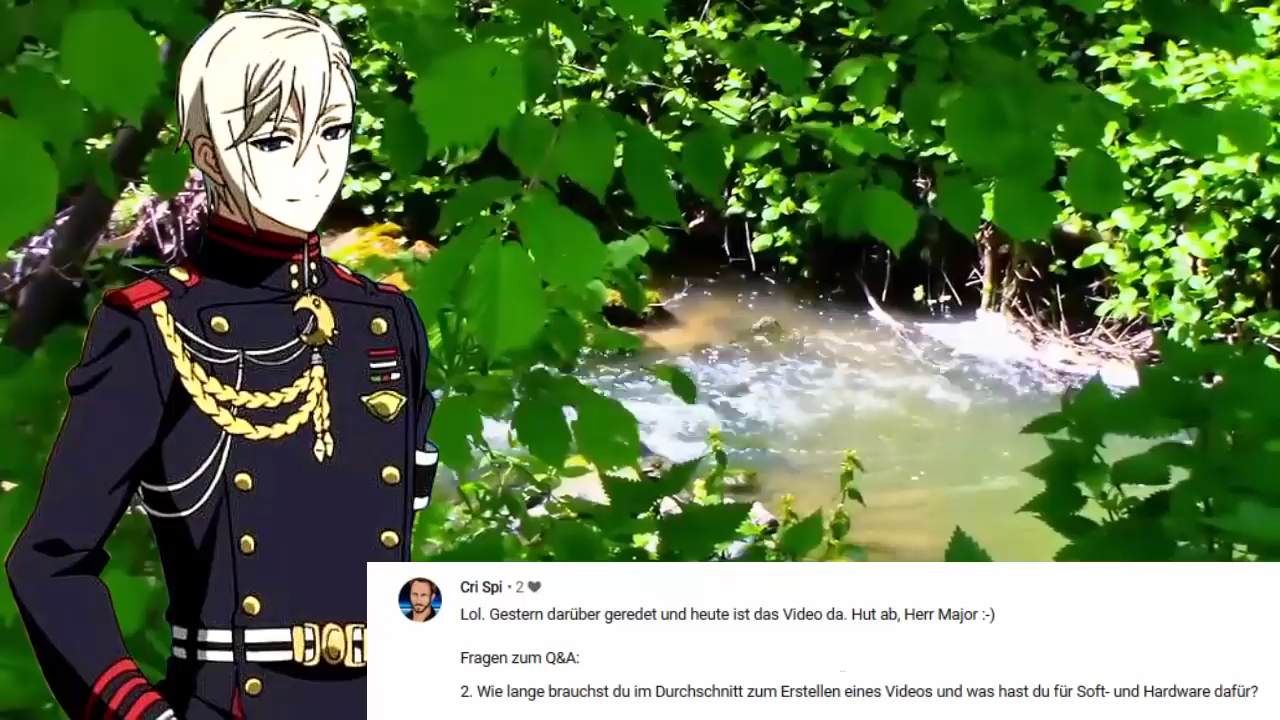 Cri Spi • 2 ♥
Lol. Gestern darüber geredet und heute ist das Video da. Hut ab, Herr Major :-)
Fragen zum Q&A:
2. Wie lange brauchst du im Durchschnitt zum Erstellen eines Videos und was hast du für Soft- und Hardware dafür?